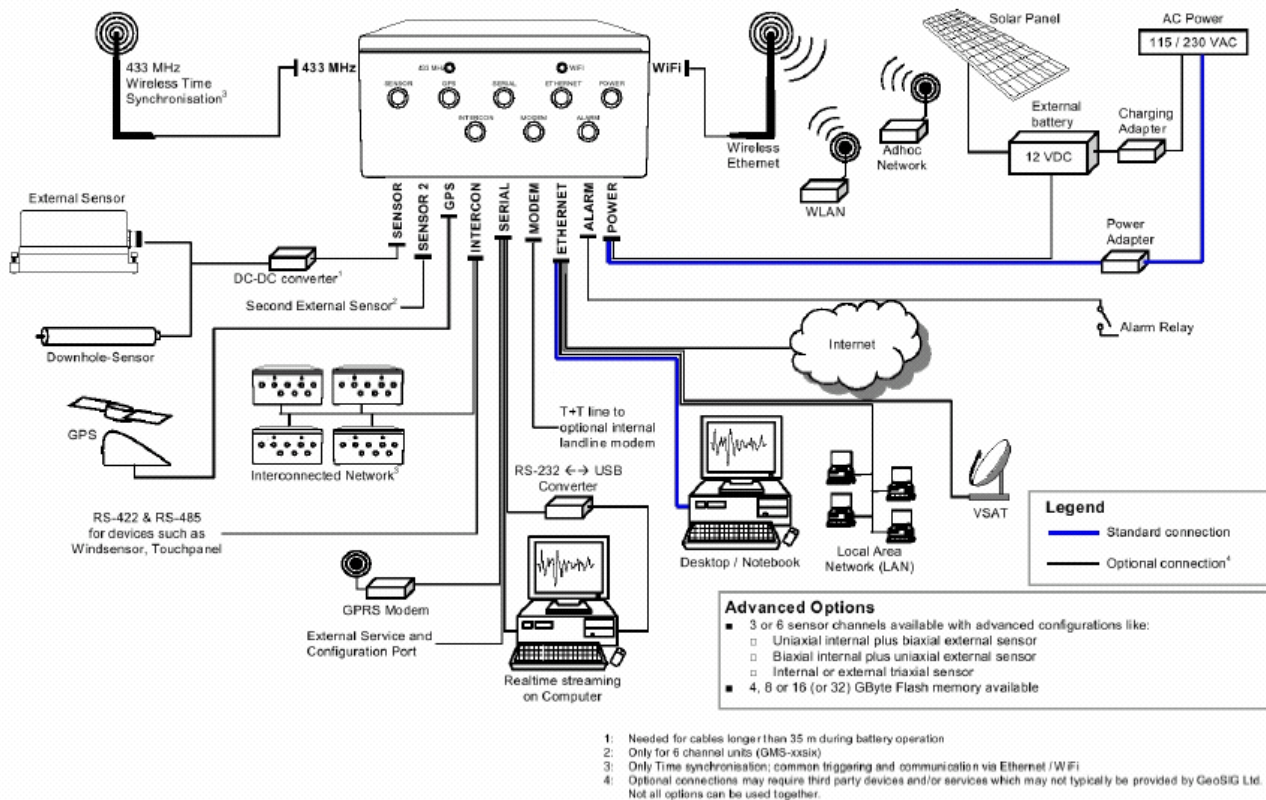 433 MHz
Wireless Time
Synchronisation3
433 MHz
433 MHz
WiFi
SENSOR
GPS
SERIAL
ETHERNET
POWER
INTERCON
MODEM
ALARM
WiFi
Wireless
Ethernet
WLAN
Adhoc
Network
Solar Panel
AC Power
115 / 230 VAC
External
battery
12 VDC
Charging
Adapter
Power
Adapter
SENSOR
SENSOR 2
GPS
INTERCON
SERIAL
MODEM
ETHERNET
ALARM
POWER
External Sensor
DC-DC converter1
Second External Sensor2
Downhole-Sensor
GPS
Interconnected Network3
RS-422 & RS-485
for devices such as
Windsensor, Touchpanel
GPRS Modem
External Service and
Configuration Port
T+T line to
optional internal
landline modem
RS-232 ←→ USB
Converter
Realtime streaming
on Computer
Internet
Alarm Relay
Desktop / Notebook
Local Area
Network (LAN)
VSAT
Legend
Standard connection
Optional connection4
Advanced Options
■ 3 or 6 sensor channels available with advanced configurations like:
□ Uniaxial internal plus biaxial external sensor
□ Biaxial internal plus uniaxial external sensor
□ Internal or external triaxial sensor
■ 4, 8 or 16 (or 32) GByte Flash memory available
1: Needed for cables longer than 35 m during battery operation
2: Only for 6 channel units (GMS-xxsix)
3: Only Time synchronisation; common triggering and communication via Ethernet / WiFi
4: Optional connections may require third party devices and/or services which may not typically be provided by GeoSIG Ltd.
Not all options can be used together.